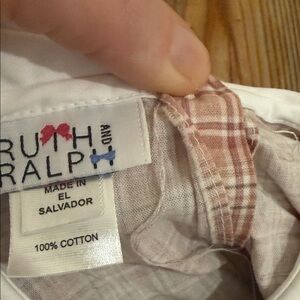 RUTH AND
RALPH
MADE IN
EL
SALVADOR
100% COTTON